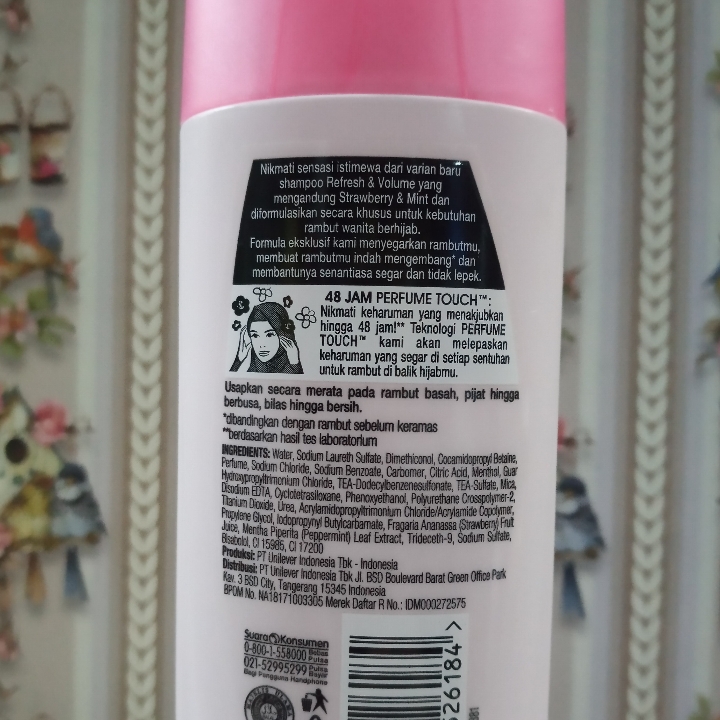 Nikmati sensasi istimewa dari varian baru
shampoo Refresh & Volume yang
mengandung Strawberry & Mint dan
diformulasikan secara khusus untuk kebutuhan
rambut wanita berhijab.
Formula eksklusif kami menyegarkan rambutmu,
membuat rambutmu indah mengembang* dan
membantunya senantiasa segar dan tidak lepek.
48 JAM PERFUME TOUCH™:
Nikmati keharuman yang menakjubkan
hingga 48 jam!** Teknologi PERFUME
TOUCH™ kami akan melepaskan
keharuman yang segar di setiap sentuhan
untuk rambut di balik hijabmu.
Usapkan secara merata pada rambut basah, pijat hingga
berbusa, bilas hingga bersih.
*dibandingkan dengan rambut sebelum keramas
**berdasarkan hasil tes laboratorium
INGREDIENTS: Water, Sodium Laureth Sulfate, Dimethiconol, Cocamidopropyl Betaine,
Perfume, Sodium Chloride, Sodium Benzoate, Carbomer, Citric Acid, Menthol, Guar
Hydroxypropyltrimonium Chloride, TEA-Dodecylbenzenesulfonate, TEA-Sulfate, Mica,
Disodium EDTA, Cyclotetrasiloxane, Phenoxyethanol, Polyurethane Crosspolymer-2,
Titanium Dioxide, Urea, Acrylamidopropyltrimonium Chloride/Acrylamide Copolymer,
Propylene Glycol, Iodopropynyl Butylcarbamate, Fragaria Ananassa (Strawberry) Fruit
Juice, Mentha Piperita (Peppermint) Leaf Extract, Trideceth-9, Sodium Sulfate,
Bisabolol, CI 15985, CI 17200
Produksi: PT Unilever Indonesia Tbk - Indonesia
Distribusi: PT Unilever Indonesia Tbk Jl. BSD Boulevard Barat Green Office Park
Kav. 3 BSD City, Tangerang 15345 Indonesia
BPOM No. NA18171003305 Merek Daftar R No.: IDM000272575
Suara Konsumen
0-800-1-558000 Bebas Pulsa
021-52995299 Pulsa Bayar
Bagi Pengguna Handphone
626184 >